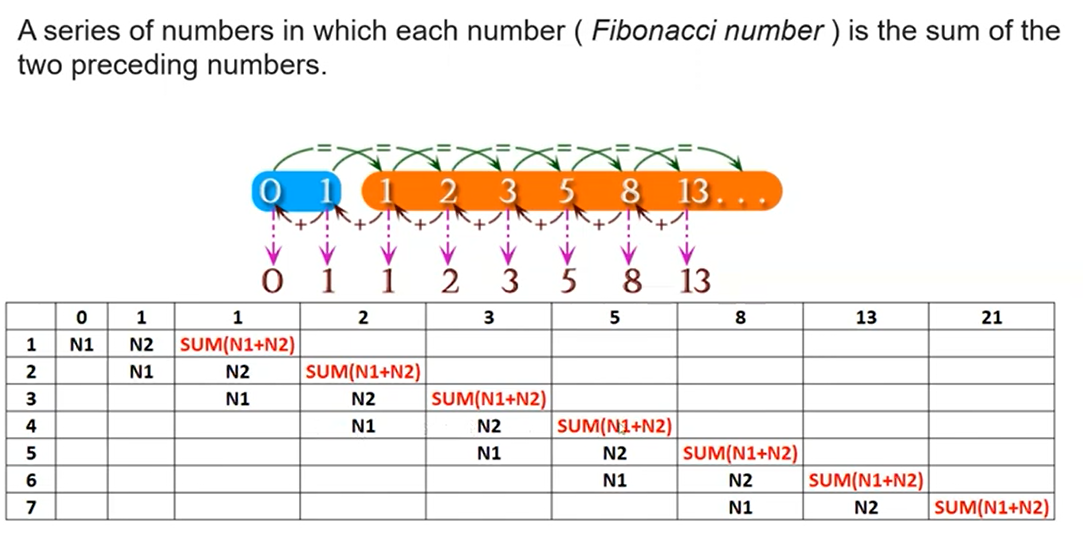 A series of numbers in which each number ( Fibonacci number ) is the sum of the
two preceding numbers.
= = = = = = =
0 1 1 2 3 5 8 13...
+ + + + + + +
0 1 1 2 3 5 8 13
0 1 1 2 3 5 8 13 21
1 N1 N2 SUM(N1+N2)
2 N1 N2 SUM(N1+N2)
3 N1 N2 SUM(N1+N2)
4 N1 N2 SUM(N1+N2)
5 N1 N2 SUM(N1+N2)
6 N1 N2 SUM(N1+N2)
7 N1 N2 SUM(N1+N2)